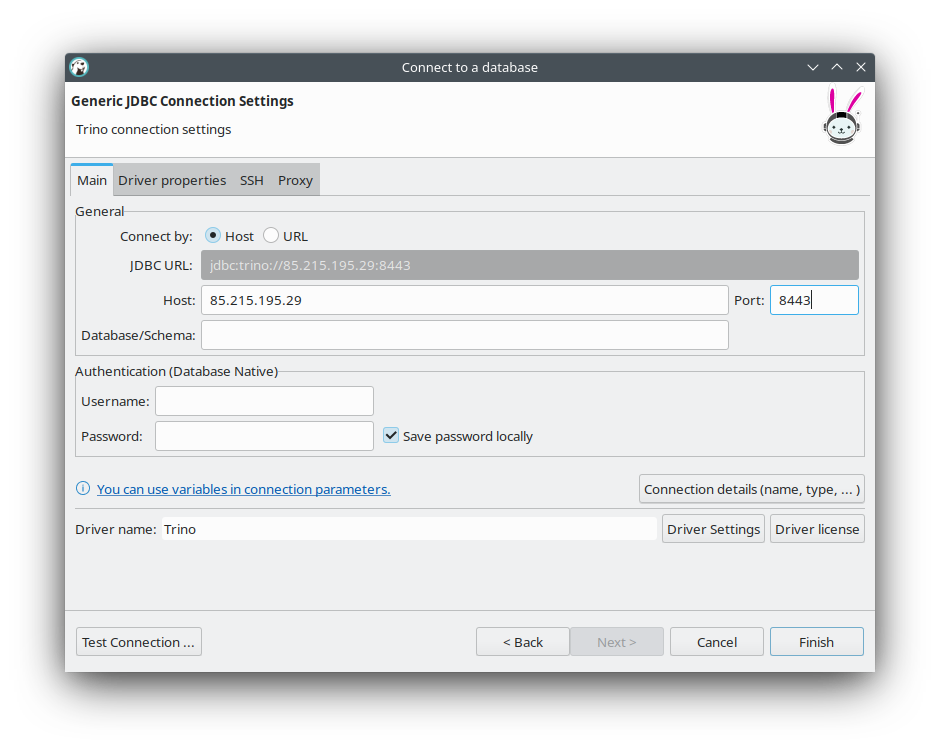 Connect to a database
Generic JDBC Connection Settings
Trino connection settings
Main Driver properties SSH Proxy
General
Connect by: Host URL
JDBC URL: jdbc:trino://85.215.195.29:8443
Host: 85.215.195.29 Port: 8443
Database/Schema:
Authentication (Database Native)
Username:
Password: Save password locally
You can use variables in connection parameters. Connection details (name, type, ... )
Driver name: Trino Driver Settings Driver license
Test Connection ... < Back Next > Cancel Finish